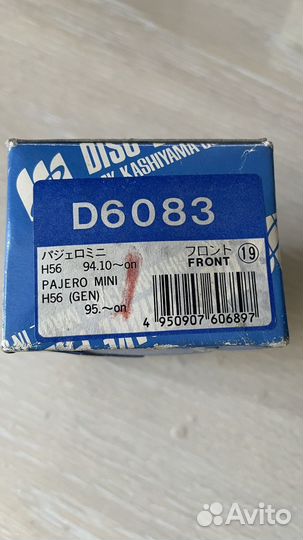 DISC
KASHIYAMA
D6083
パジェロミニ
フロント
19
H56 94.10~on
FRONT
PAJERO MINI
H56 (GEN)
95.~on
4 950907 606897
Avito